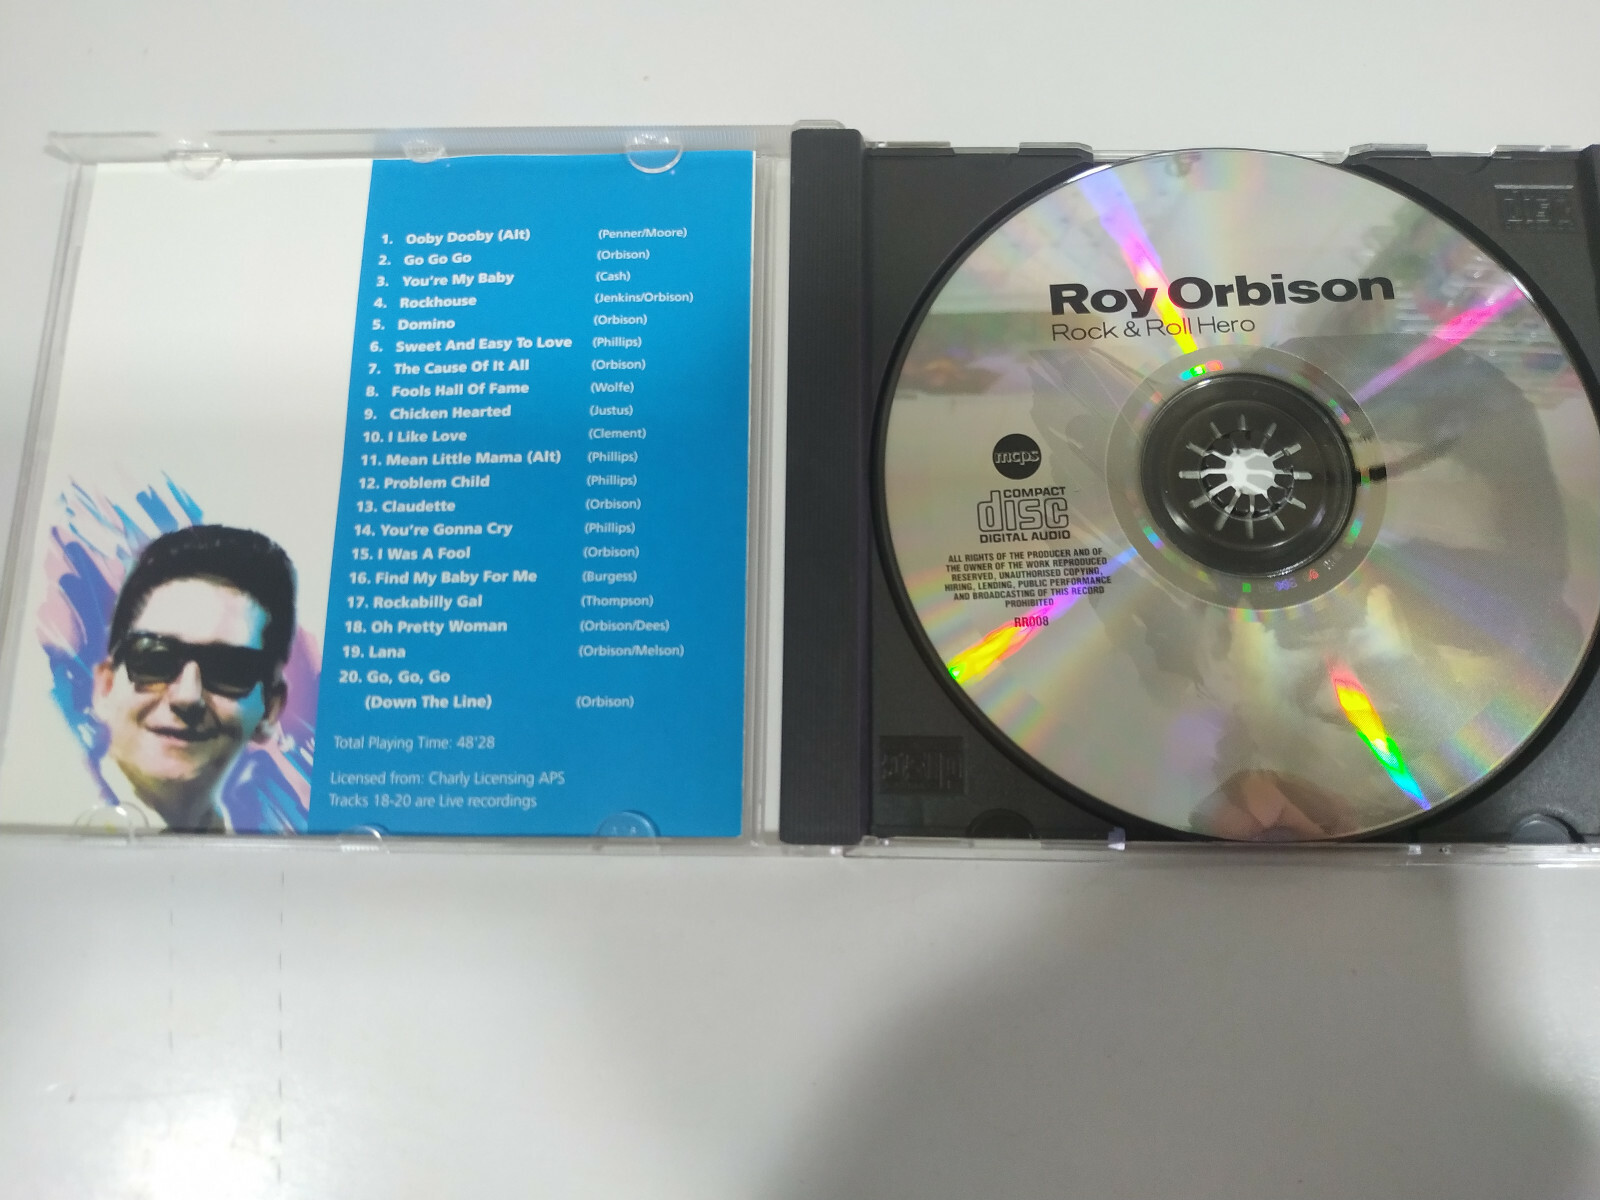 1. Ooby Dooby (Alt) (Penner/Moore)
2. Go Go Go (Orbison)
3. You're My Baby (Cash)
4. Rockhouse (Jenkins/Orbison)
5. Domino (Orbison)
6. Sweet And Easy To Love (Phillips)
7. The Cause Of It All (Orbison)
8. Fools Hall Of Fame (Wolfe)
9. Chicken Hearted (Justus)
10. I Like Love (Clement)
11. Mean Little Mama (Alt) (Phillips)
12. Problem Child (Phillips)
13. Claudette (Orbison)
14. You're Gonna Cry (Phillips)
15. I Was A Fool (Orbison)
16. Find My Baby For Me (Burgess)
17. Rockabilly Gal (Thompson)
18. Oh Pretty Woman (Orbison/Dees)
19. Lana (Orbison/Melson)
20. Go, Go, Go
(Down The Line) (Orbison)
Total Playing Time: 48'28
Licensed from: Charly Licensing APS
Tracks 18-20 are Live recordings
Roy Orbison
Rock & Roll Hero
mcps
COMPACT
disc
DIGITAL AUDIO
ALL RIGHTS OF THE PRODUCER AND OF
THE OWNER OF THE WORK REPRODUCED
RESERVED, UNAUTHORISED COPYING,
HIRING, LENDING, PUBLIC PERFORMANCE
AND BROADCASTING OF THIS RECORD
PROHIBITED
RR008
disc